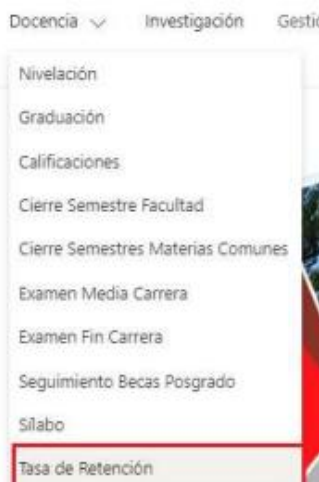 Docencia Investigación
Nivelación
Graduación
Calificaciones
Cierre Semestre Facultad
Cierre Semestres Materias Comunes
Examen Media Carrera
Examen Fin Carrera
Seguimiento Becas Posgrado
Sílabo
Tasa de Retención